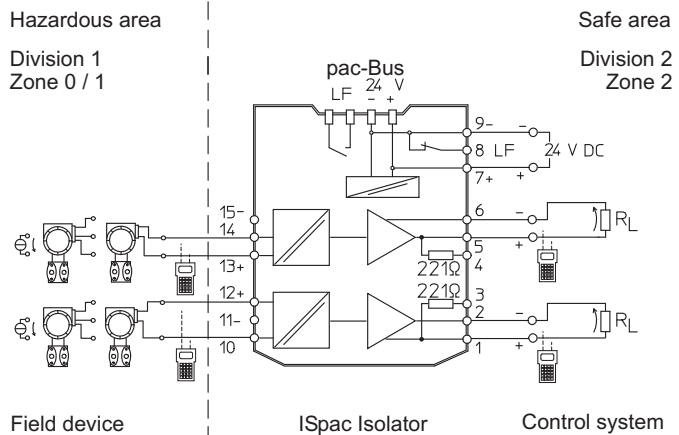 Hazardous area
Safe area
Division 1
Zone 0 / 1
Division 2
Zone 2
pac-Bus
LF 24 V
- +
9-
8 LF
7+
- +
24 V DC
15-
14
13+
12+
11-
10
6
5
4
3
2
1
221Ω
221Ω
-
+
RL
-
+
RL
Field device
ISpac Isolator
Control system